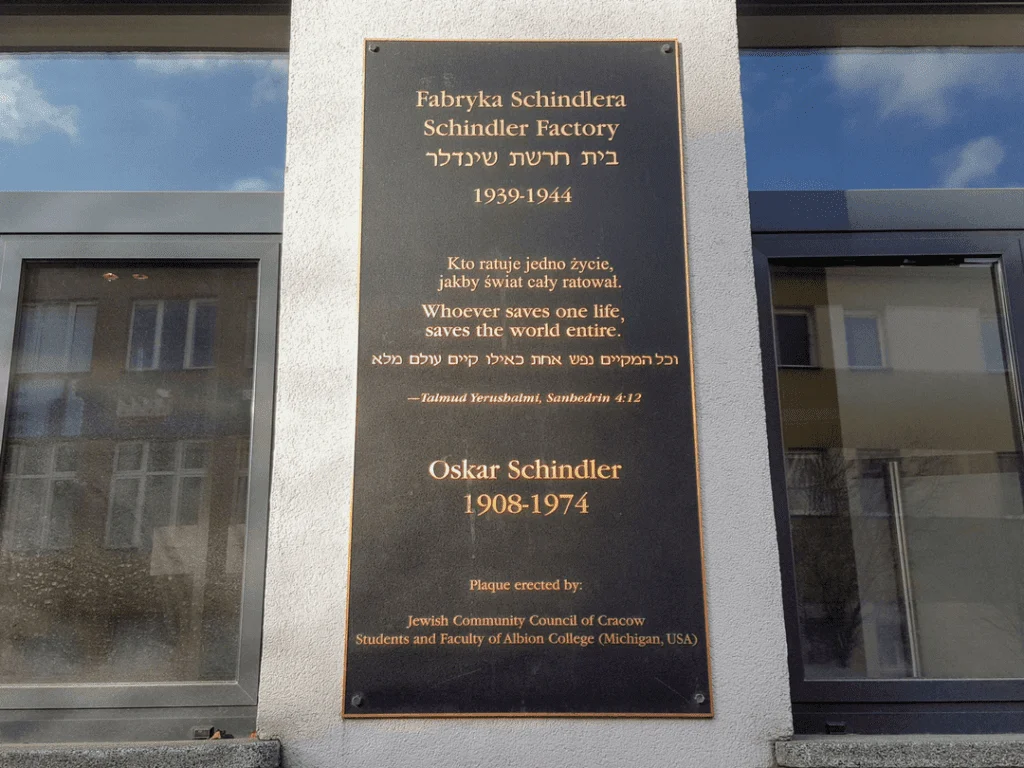 Fabryka Schindlera
Schindler Factory
בית חרשת שינדלר
1939-1944
Kto ratuje jedno życie,
jakby świat cały ratował.
Whoever saves one life,
saves the world entire.
וכל המקיים נפש אחת כאילו קיים עולם מלא
—Talmud Yerushalmi, Sanhedrin 4:12
Oskar Schindler
1908-1974
Plaque erected by:
Jewish Community Council of Cracow
Students and Faculty of Albion College (Michigan, USA)